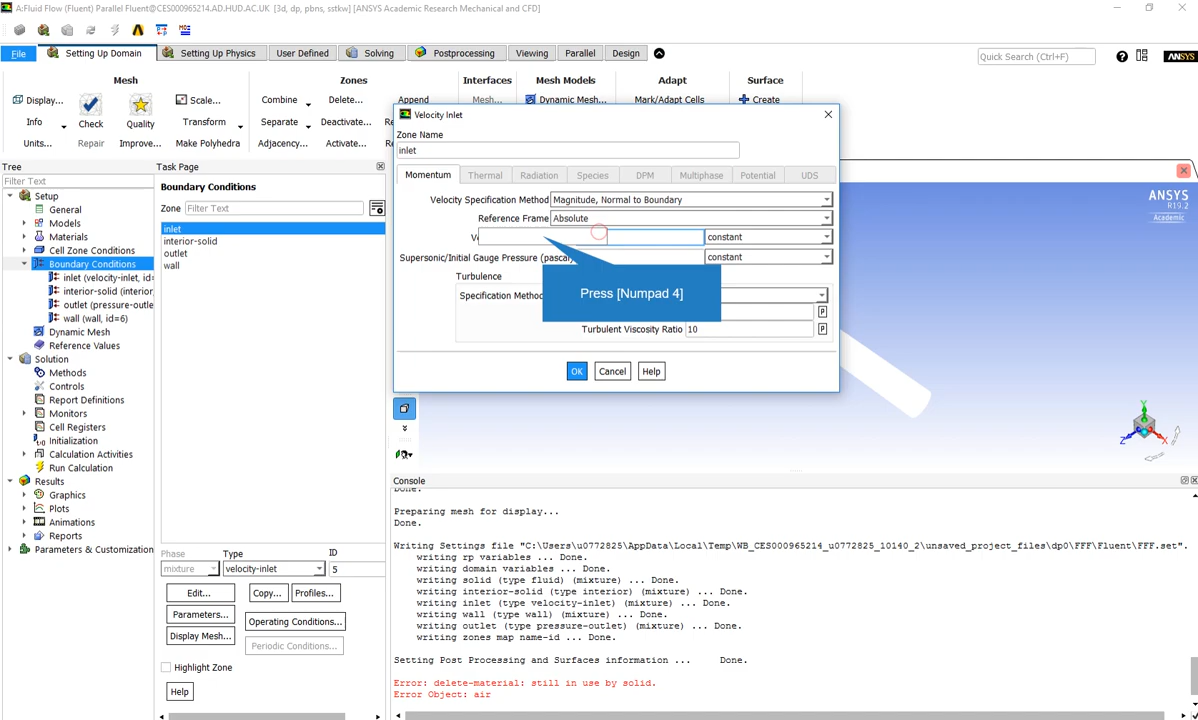 A:Fluid Flow (Fluent) Parallel Fluent@CES000965214.AD.HUD.AC.UK [3d, dp, pbns, sstkw] [ANSYS Academic Research Mechanical and CFD]
File
Setting Up Domain
Setting Up Physics
User Defined
Solving
Postprocessing
Viewing
Parallel
Design
Quick Search (Ctrl+F)
ANSYS
Mesh
Zones
Interfaces
Mesh Models
Adapt
Surface
Display...
Scale...
Combine
Delete...
Append
Mesh...
Dynamic Mesh...
Mark/Adapt Cells
Create
Info
Check
Quality
Transform
Separate
Deactivate...
Units...
Repair
Improve...
Make Polyhedra
Adjacency...
Activate...
Tree
Filter Text
Setup
General
Models
Materials
Cell Zone Conditions
Boundary Conditions
inlet (velocity-inlet, id=
interior-solid (interior,
outlet (pressure-outle
wall (wall, id=6)
Dynamic Mesh
Reference Values
Solution
Methods
Controls
Report Definitions
Monitors
Cell Registers
Initialization
Calculation Activities
Run Calculation
Results
Graphics
Plots
Animations
Reports
Parameters & Customization
Task Page
Boundary Conditions
Zone
Filter Text
inlet
interior-solid
outlet
wall
Phase
Type
ID
mixture
velocity-inlet
5
Edit...
Copy...
Profiles...
Parameters...
Operating Conditions...
Display Mesh...
Periodic Conditions...
Highlight Zone
Help
Velocity Inlet
Zone Name
inlet
Momentum
Thermal
Radiation
Species
DPM
Multiphase
Potential
UDS
Velocity Specification Method
Magnitude, Normal to Boundary
Reference Frame
Absolute
constant
Supersonic/Initial Gauge Pressure (pascal)
constant
Turbulence
Specification Method
Press [Numpad 4]
P
Turbulent Viscosity Ratio
10
P
OK
Cancel
Help
ANSYS
R19.2
Academic
Y
Z
X
Console
Done.
Preparing mesh for display...
Done.
Writing Settings file "C:\Users\u0772825\AppData\Local\Temp\WB_CES000965214_u0772825_10140_2\unsaved_project_files\dp0\FFF\Fluent\FFF.set"...
writing rp variables ... Done.
writing domain variables ... Done.
writing solid (type fluid) (mixture) ... Done.
writing interior-solid (type interior) (mixture) ... Done.
writing inlet (type velocity-inlet) (mixture) ... Done.
writing wall (type wall) (mixture) ... Done.
writing outlet (type pressure-outlet) (mixture) ... Done.
writing zones map name-id ... Done.
Setting Post Processing and Surfaces information ... Done.
Error: delete-material: still in use by solid.
Error Object: air